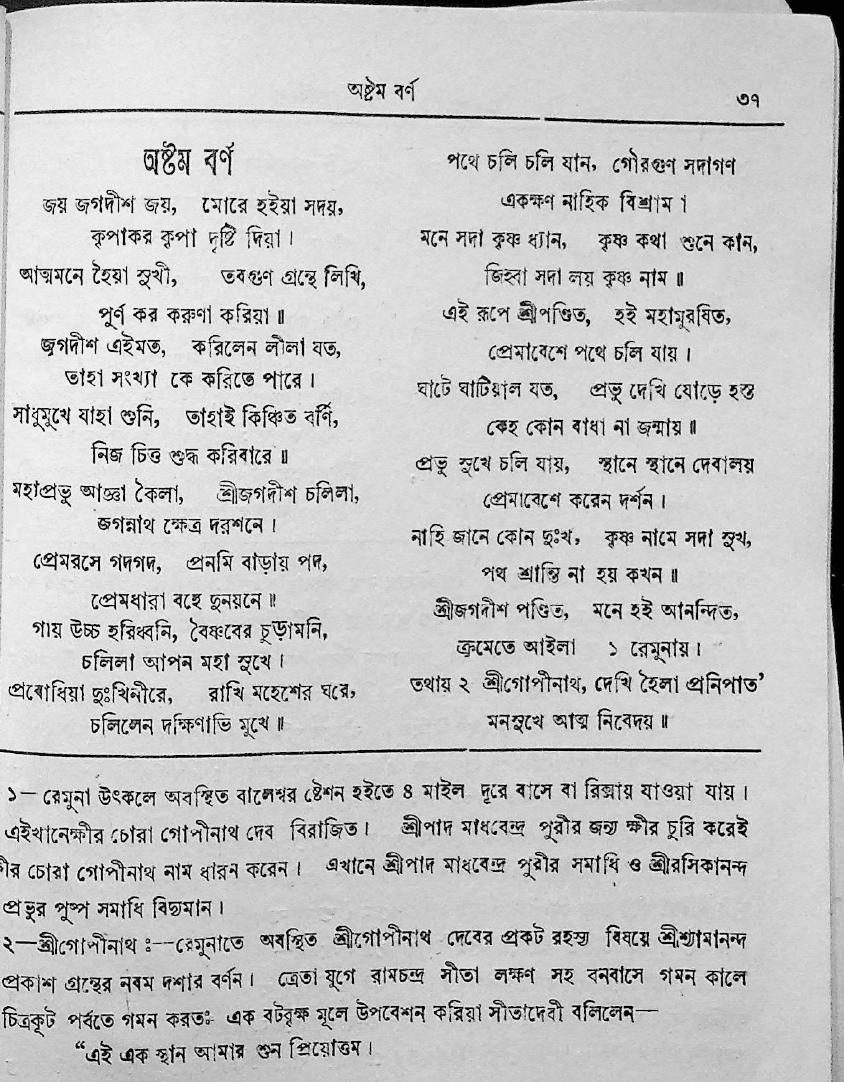 অষ্টম বর্ণ
৩৭
অষ্টম বর্ণ
জয় জগদীশ জয়, মোরে হইয়া সদয়,
কৃপাকর কৃপা দৃষ্টি দিয়া।
আত্মমনে হৈয়া সুখী, তবগুণ গ্রন্থে লিখি,
পূর্ণ কর করুণা করিয়া॥
জগদীশ এইমত, করিলেন লীলা যত,
তাহা সংখ্যা কে করিতে পারে।
সাধুমুখে যাহা শুনি, তাহাই কিঞ্চিত বর্ণি,
নিজ চিত্ত শুদ্ধ করিবারে॥
মহাপ্রভু আজ্ঞা কৈলা, শ্রীজগদীশ চলিলা,
জগন্নাথ ক্ষেত্র দরশনে।
প্রেমরসে গদগদ, প্রনমি বাড়ায় পদ,
প্রেমধারা বহে দুনয়নে॥
গায় উচ্চ হরিধ্বনি, বৈষ্ণবের চূড়ামনি,
চলিলা আপন মহা সুখে।
প্রবোধিয়া দুঃখিনীরে, রাখি মহেশের ঘরে,
চলিলেন দক্ষিণাভি মুখে॥
পথে চলি চলি যান, গৌরগুণ সদাগণ
একক্ষণ নাহিক বিশ্রাম।
মনে সদা কৃষ্ণ ধ্যান, কৃষ্ণ কথা শুনে কান,
জিহ্বা সদা লয় কৃষ্ণ নাম॥
এই রূপে শ্রীপণ্ডিত, হই মহামুরষিত,
প্রেমাবেশে পথে চলি যায়।
ঘাটে ঘাটিয়াল যত, প্রভু দেখি যোড়ে হস্ত
কেহ কোন বাধা না জন্মায়॥
প্রভু সুখে চলি যায়, স্থানে স্থানে দেবালয়
প্রেমাবেশে করেন দর্শন।
নাহি জানে কোন দুঃখ, কৃষ্ণ নামে সদা সুখ,
পথ শ্রান্তি না হয় কখন॥
শ্রীজগদীশ পণ্ডিত, মনে হই আনন্দিত,
ক্রমেতে আইলা ১ রেমুনায়।
তথায় ২ শ্রীগোপীনাথ, দেখি হৈলা প্রনিপাত’
মনসুখে আত্ম নিবেদয়॥
১— রেমুনা উৎকলে অবস্থিত বালেশ্বর ষ্টেশন হইতে ৪ মাইল দূরে বাসে বা রিক্সায় যাওয়া যায়।
এইখানেক্ষীর চোরা গোপীনাথ দেব বিরাজিত। শ্রীপাদ মাধবেন্দ্র পুরীর জন্য ক্ষীর চুরি করেই
চোরা গোপীনাথ নাম ধারন করেন। এখানে শ্রীপাদ মাধবেন্দ্র পুরীর সমাধি ও শ্রীরসিকানন্দ
প্রভুর পুষ্প সমাধি বিদ্যমান।
২—শ্রীগোপীনাথ ঃ--রেমুনাতে অবস্থিত শ্রীগোপীনাথ দেবের প্রকট রহস্য বিষয়ে শ্রীশ্যামানন্দ
প্রকাশ গ্রন্থের নবম দশার বর্ণন। ত্রেতা যুগে রামচন্দ্র সীতা লক্ষণ সহ বনবাসে গমন কালে
চিত্রকূট পর্বতে গমন করতঃ এক বটবৃক্ষ মূলে উপবেশন করিয়া সীতাদেবী বলিলেন—
“এই এক স্থান আমার শুন প্রিয়োত্তম।